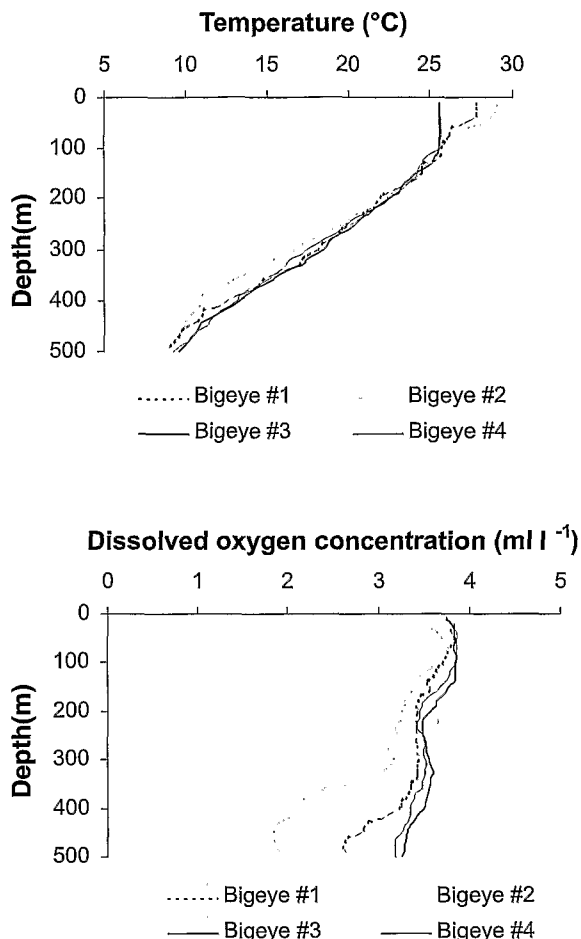 Temperature (°C)
5 10 15 20 25 30
0
100
200
300
400
500
Depth(m)
Bigeye #1 Bigeye #2
Bigeye #3 Bigeye #4
Dissolved oxygen concentration (ml l -1)
0 1 2 3 4 5
0
100
200
300
400
500
Depth(m)
Bigeye #1 Bigeye #2
Bigeye #3 Bigeye #4